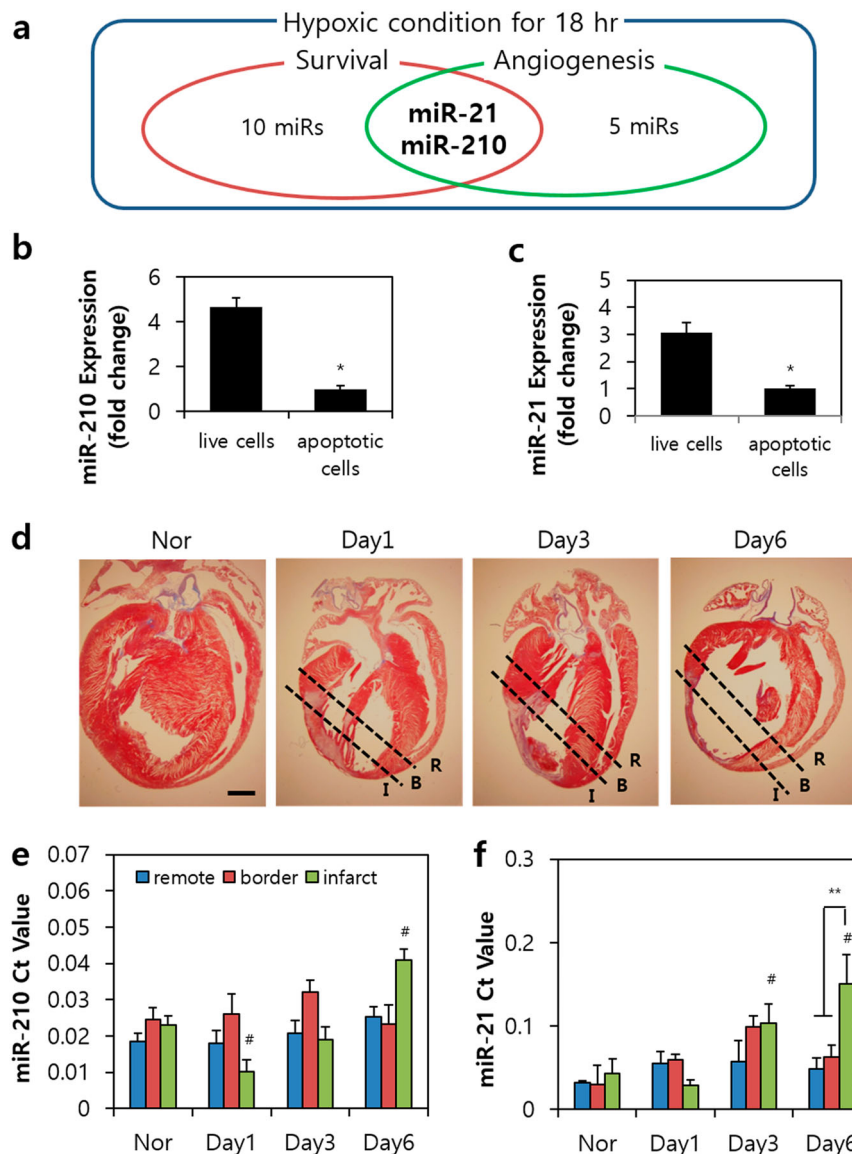 a
Hypoxic condition for 18 hr
Survival
Angiogenesis
10 miRs
miR-21
miR-210
5 miRs
b
miR-210 Expression
(fold change)
6
4
2
0
*
live cells
apoptotic
cells
c
miR-21 Expression
(fold change)
5
4
3
2
1
0
*
live cells
apoptotic
cells
d
Nor
Day1
Day3
Day6
I
B
R
I
B
R
I
B
R
e
miR-210 Ct Value
0.07
0.06
0.05
0.04
0.03
0.02
0.01
0
remote
border
infarct
#
#
Nor
Day1
Day3
Day6
f
miR-21 Ct Value
0.3
0.2
0.1
0
#
**
#
Nor
Day1
Day3
Day6